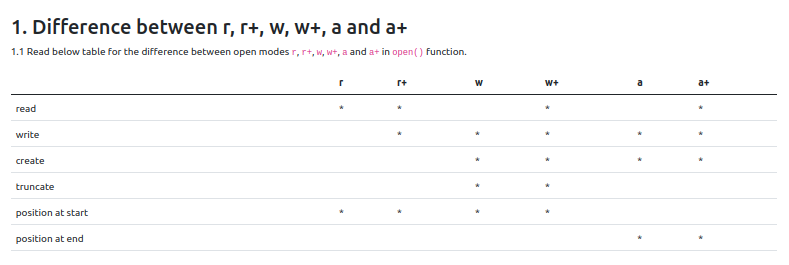 1. Difference between r, r+, w, w+, a and a+
1.1 Read below table for the difference between open modes r, r+, w, w+, a and a+ in open() function.
r r+ w w+ a a+
read * * * *
write * * * * *
create * * * *
truncate * *
position at start * * * *
position at end * *